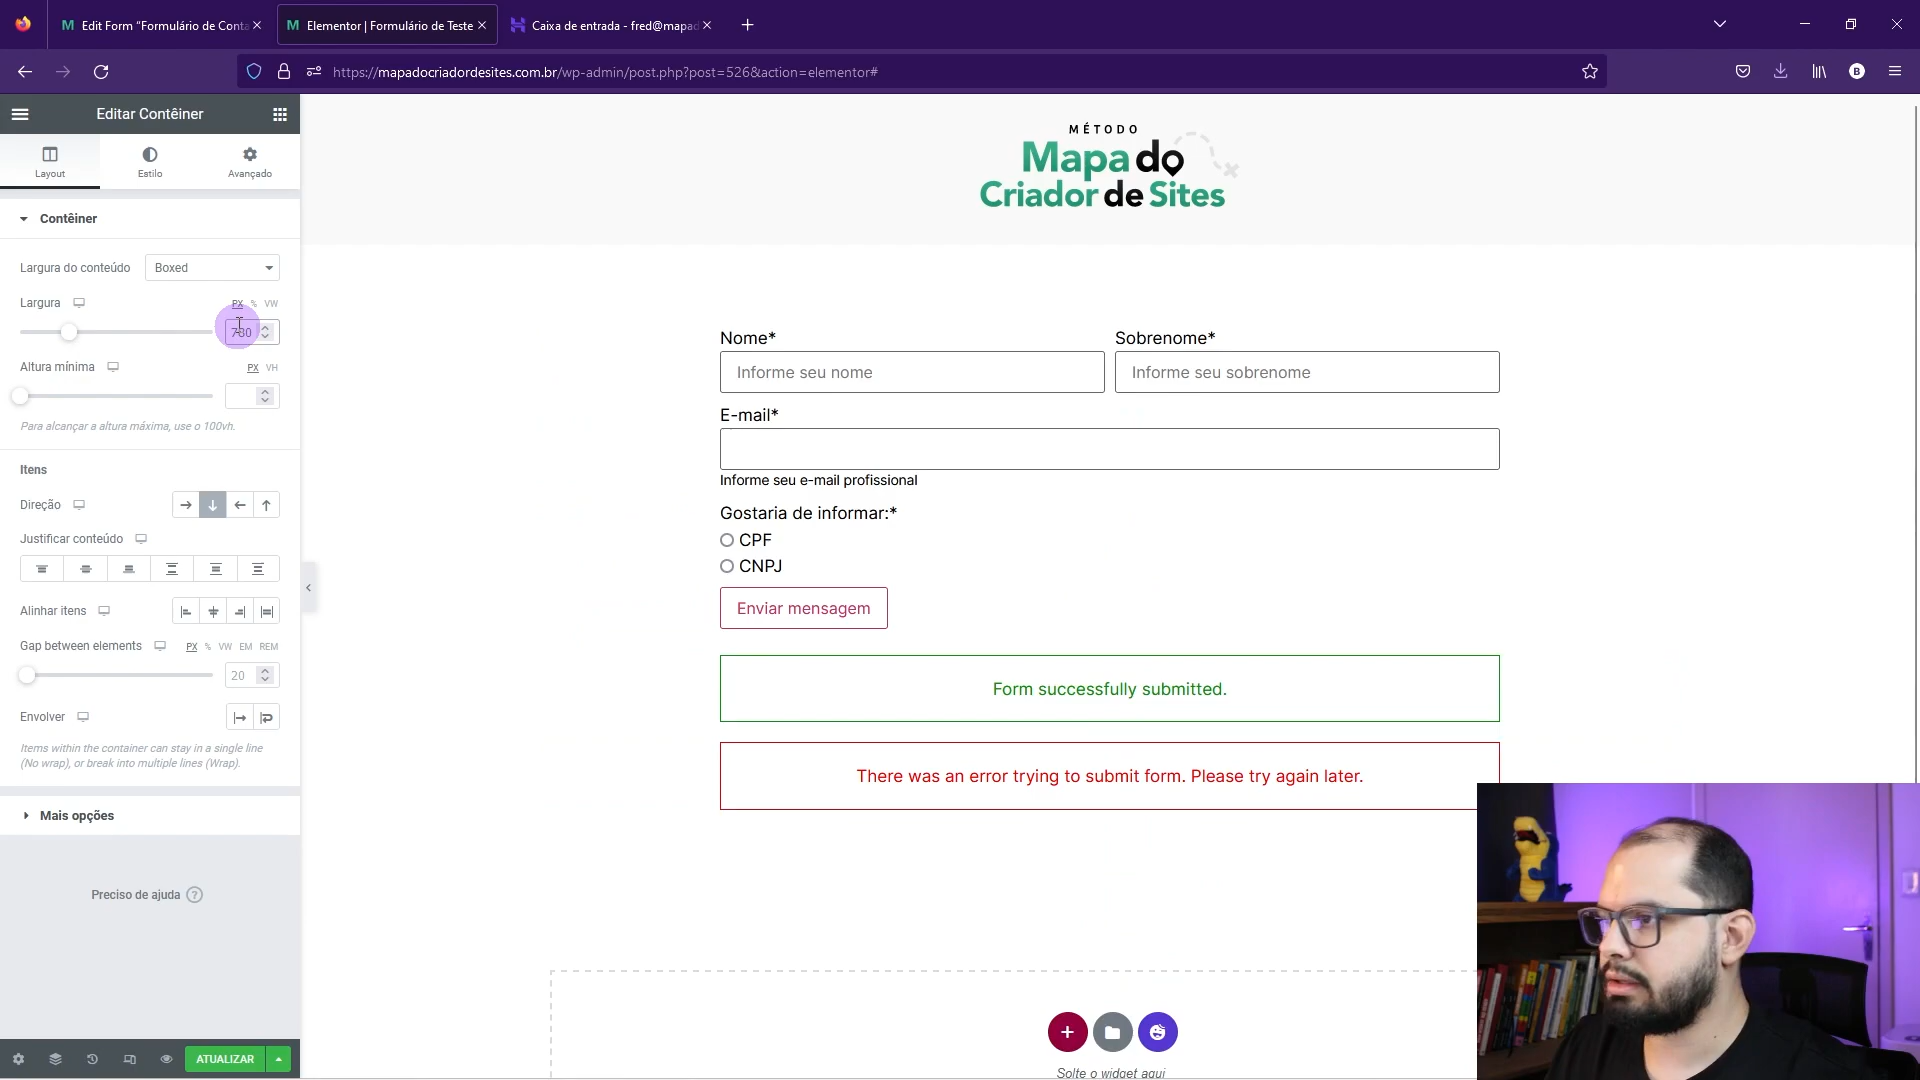 Edit Form “Formulário de Conta
Elementor | Formulário de Teste
Caixa de entrada - fred@mapad
https://mapadocriadordesites.com.br/wp-admin/post.php?post=526&action=elementor#
B
Editar Contêiner
Layout
Estilo
Avançado
Contêiner
Largura do conteúdo
Boxed
Largura
PX % VW
780
Altura mínima
PX VH
Para alcançar a altura máxima, use o 100vh.
Itens
Direção
Justificar conteúdo
Alinhar itens
Gap between elements
PX % VW EM REM
20
Envolver
Items within the container can stay in a single line
(No wrap), or break into multiple lines (Wrap).
Mais opções
Preciso de ajuda ?
ATUALIZAR
MÉTODO
Mapa do
Criador de Sites
Nome*
Sobrenome*
Informe seu nome
Informe seu sobrenome
E-mail*
Informe seu e-mail profissional
Gostaria de informar:*
CPF
CNPJ
Enviar mensagem
Form successfully submitted.
There was an error trying to submit form. Please try again later.
Solte o widget aqui